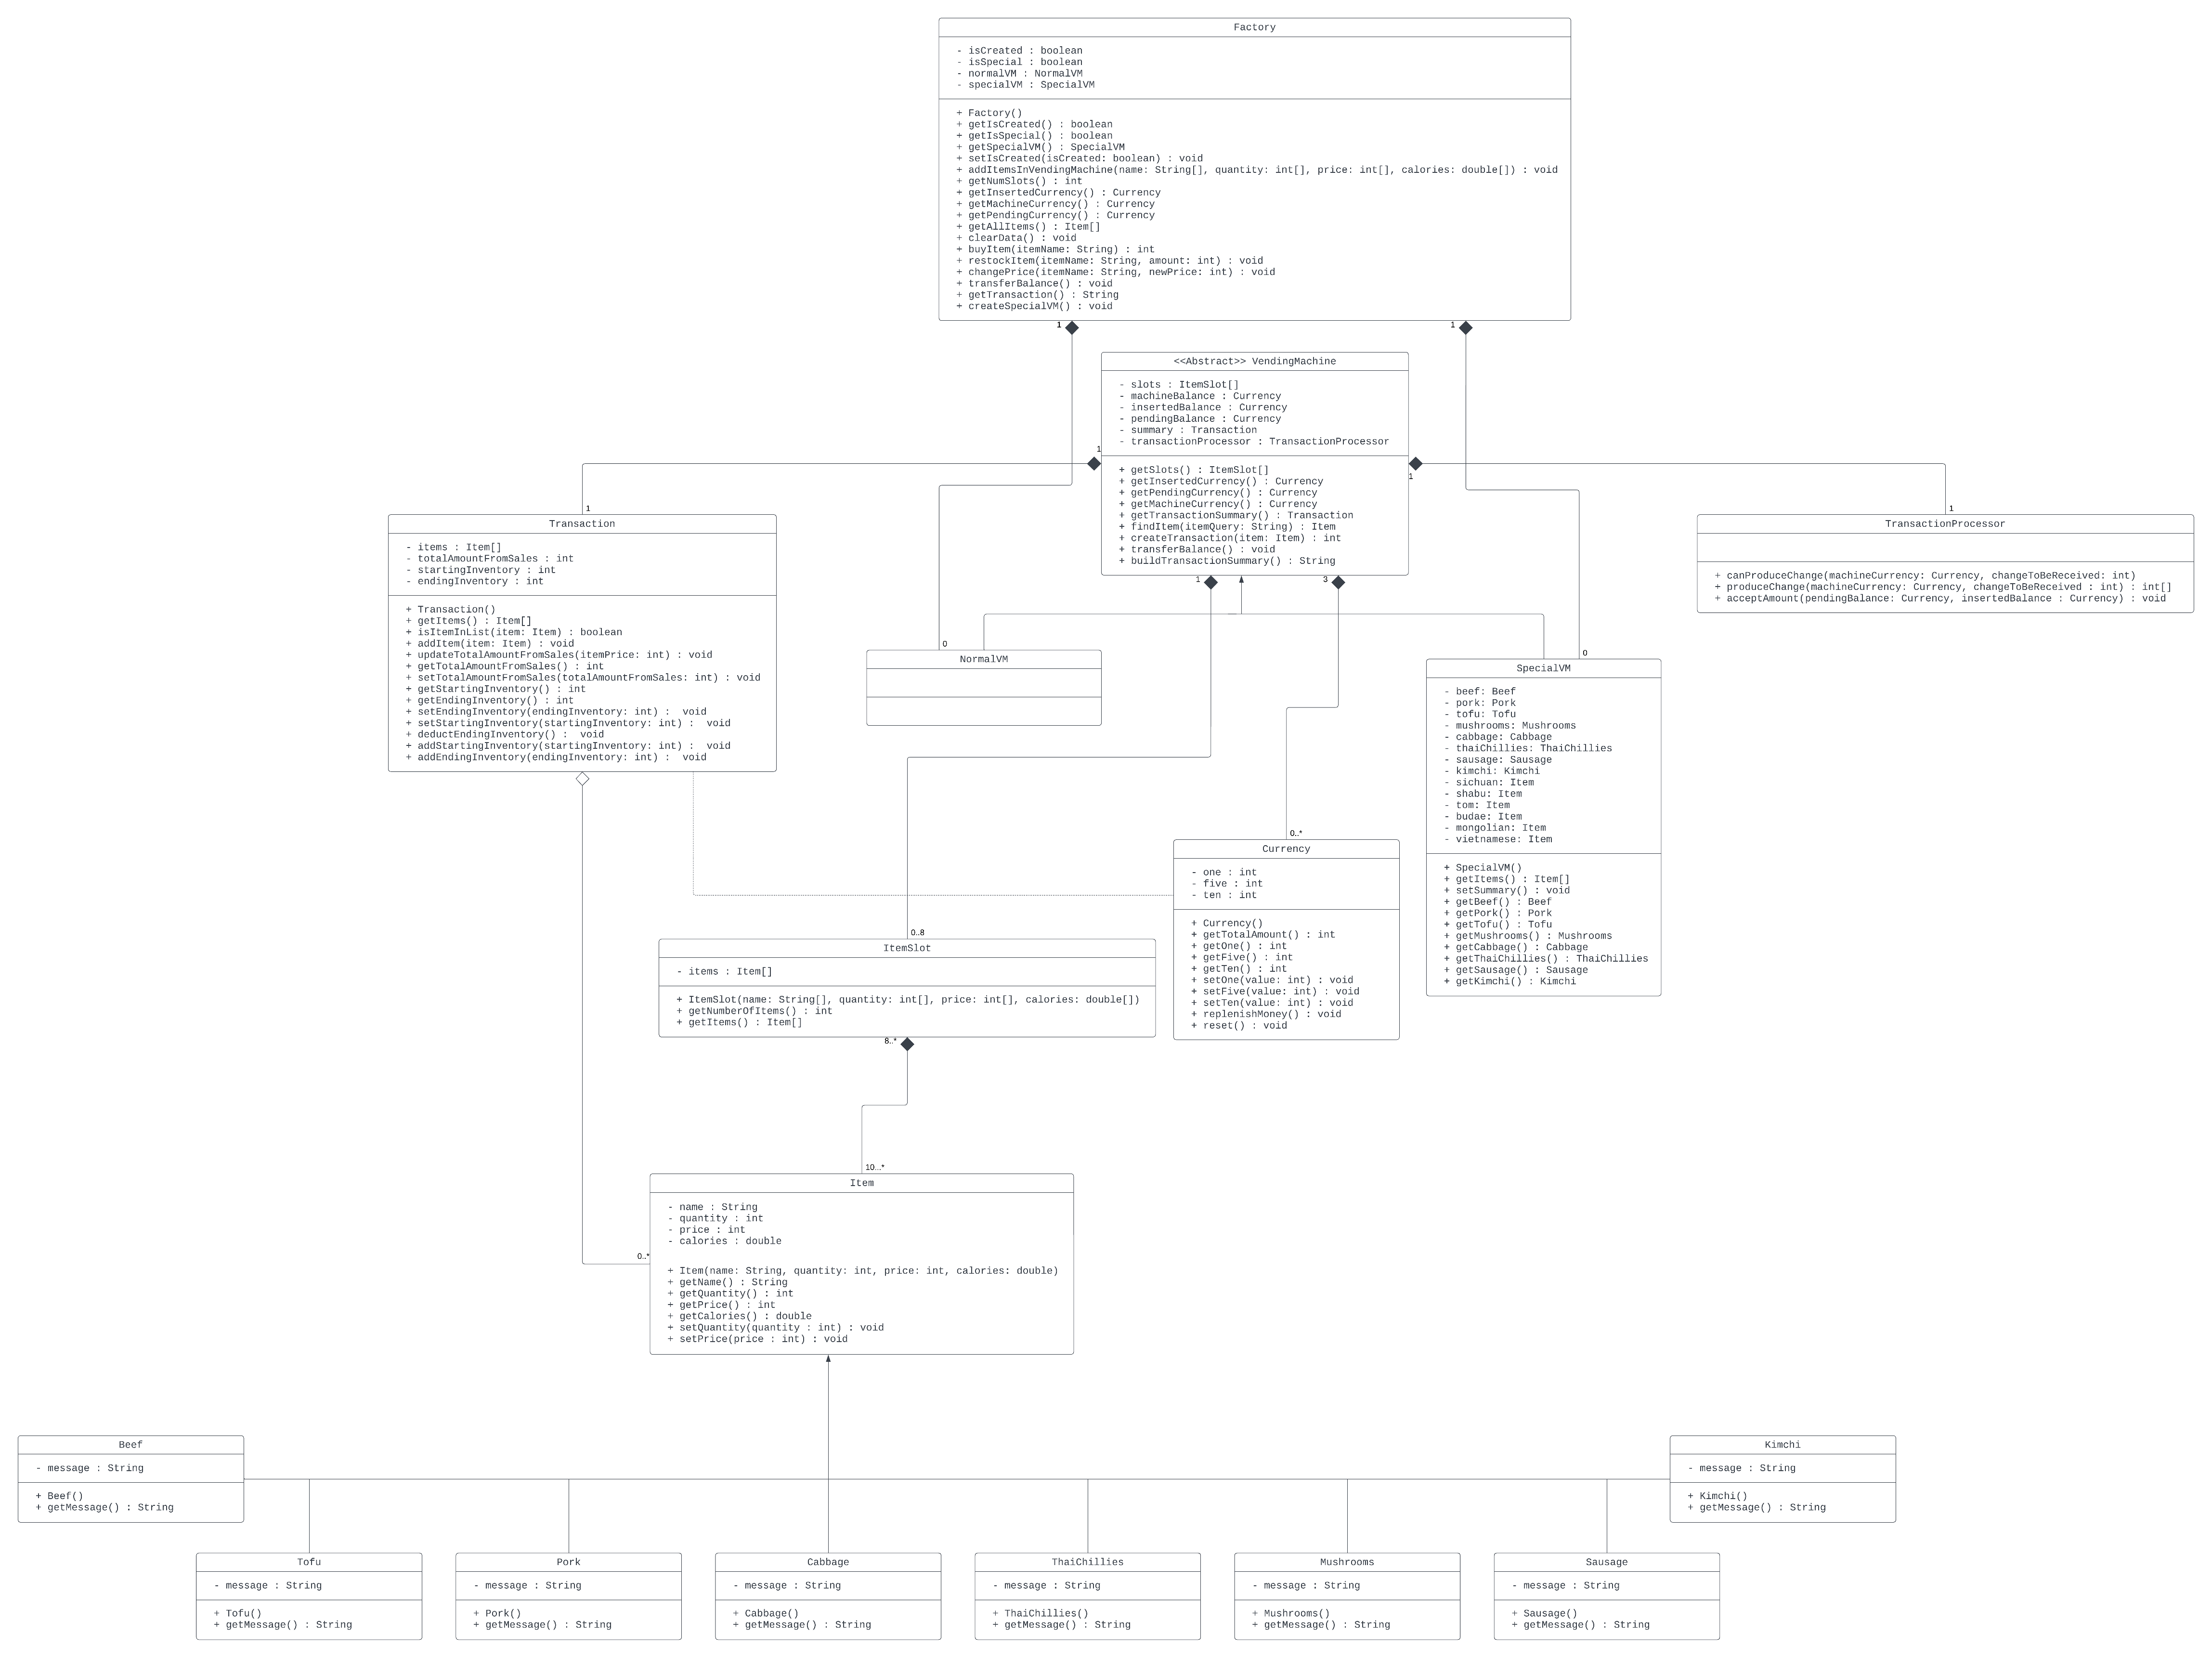 Factory
- isCreated : boolean
- isSpecial : boolean
- normalVM : NormalVM
- specialVM : SpecialVM
+ Factory()
+ getIsCreated() : boolean
+ getIsSpecial() : boolean
+ getSpecialVM() : SpecialVM
+ setIsCreated(isCreated: boolean) : void
+ addItemsInVendingMachine(name: String[], quantity: int[], price: int[], calories: double[]) : void
+ getNumSlots() : int
+ getInsertedCurrency() : Currency
+ getMachineCurrency() : Currency
+ getPendingCurrency() : Currency
+ getAllItems() : Item[]
+ clearData() : void
+ buyItem(itemName: String) : int
+ restockItem(itemName: String, amount: int) : void
+ changePrice(itemName: String, newPrice: int) : void
+ transferBalance() : void
+ getTransaction() : String
+ createSpecialVM() : void
1
1
<<Abstract>> VendingMachine
- slots : ItemSlot[]
- machineBalance : Currency
- insertedBalance : Currency
- pendingBalance : Currency
- summary : Transaction
- transactionProcessor : TransactionProcessor
+ getSlots() : ItemSlot[]
+ getInsertedCurrency() : Currency
+ getPendingCurrency() : Currency
+ getMachineCurrency() : Currency
+ getTransactionSummary() : Transaction
+ findItem(itemQuery: String) : Item
+ createTransaction(item: Item) : int
+ transferBalance() : void
+ buildTransactionSummary() : String
1
1
1
3
1
Transaction
- items : Item[]
- totalAmountFromSales : int
- startingInventory : int
- endingInventory : int
+ Transaction()
+ getItems() : Item[]
+ isItemInList(item: Item) : boolean
+ addItem(item: Item) : void
+ updateTotalAmountFromSales(itemPrice: int) : void
+ getTotalAmountFromSales() : int
+ setTotalAmountFromSales(totalAmountFromSales: int) : void
+ getStartingInventory() : int
+ getEndingInventory() : int
+ setEndingInventory(endingInventory: int) :  void
+ setStartingInventory(startingInventory: int) :  void
+ deductEndingInventory() :  void
+ addStartingInventory(startingInventory: int) :  void
+ addEndingInventory(endingInventory: int) :  void
1
TransactionProcessor
+ canProduceChange(machineCurrency: Currency, changeToBeReceived: int)
+ produceChange(machineCurrency: Currency, changeToBeReceived : int) : int[]
+ acceptAmount(pendingBalance: Currency, insertedBalance : Currency) : void
0
NormalVM
0
SpecialVM
- beef: Beef
- pork: Pork
- tofu: Tofu
- mushrooms: Mushrooms
- cabbage: Cabbage
- thaiChillies: ThaiChillies
- sausage: Sausage
- kimchi: Kimchi
- sichuan: Item
- shabu: Item
- tom: Item
- budae: Item
- mongolian: Item
- vietnamese: Item
+ SpecialVM()
+ getItems() : Item[]
+ setSummary() : void
+ getBeef() : Beef
+ getPork() : Pork
+ getTofu() : Tofu
+ getMushrooms() : Mushrooms
+ getCabbage() : Cabbage
+ getThaiChillies() : ThaiChillies
+ getSausage() : Sausage
+ getKimchi() : Kimchi
0..*
Currency
- one : int
- five : int
- ten : int
+ Currency()
+ getTotalAmount() : int
+ getOne() : int
+ getFive() : int
+ getTen() : int
+ setOne(value: int) : void
+ setFive(value: int) : void
+ setTen(value: int) : void
+ replenishMoney() : void
+ reset() : void
0..8
ItemSlot
- items : Item[]
+ ItemSlot(name: String[], quantity: int[], price: int[], calories: double[])
+ getNumberOfItems() : int
+ getItems() : Item[]
8..*
10...*
Item
- name : String
- quantity : int
- price : int
- calories : double
0..*
+ Item(name: String, quantity: int, price: int, calories: double)
+ getName() : String
+ getQuantity() : int
+ getPrice() : int
+ getCalories() : double
+ setQuantity(quantity : int) : void
+ setPrice(price : int) : void
Beef
- message : String
+ Beef()
+ getMessage() : String
Kimchi
- message : String
+ Kimchi()
+ getMessage() : String
Tofu
- message : String
+ Tofu()
+ getMessage() : String
Pork
- message : String
+ Pork()
+ getMessage() : String
Cabbage
- message : String
+ Cabbage()
+ getMessage() : String
ThaiChillies
- message : String
+ ThaiChillies()
+ getMessage() : String
Mushrooms
- message : String
+ Mushrooms()
+ getMessage() : String
Sausage
- message : String
+ Sausage()
+ getMessage() : String